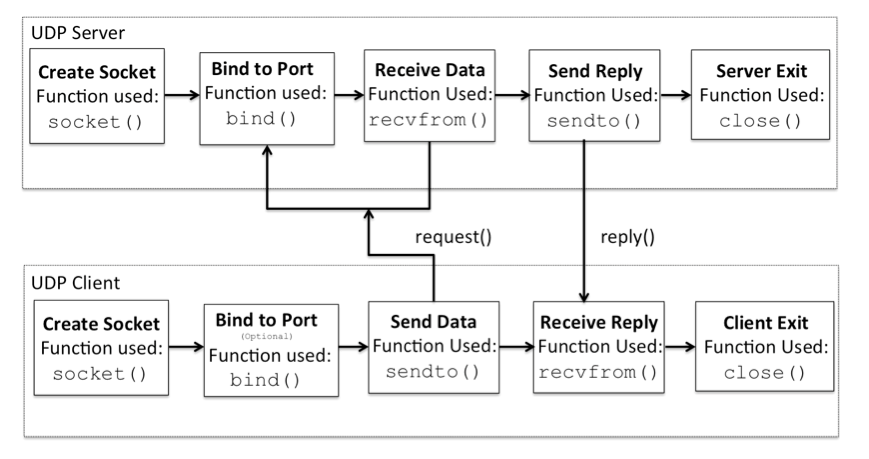 UDP Server
Create Socket
Function used:
socket()
Bind to Port
Function used:
bind()
Receive Data
Function Used:
recvfrom()
Send Reply
Function Used:
sendto()
Server Exit
Function Used:
close()
request()
reply()
UDP Client
Create Socket
Function used:
socket()
Bind to Port
(Optional)
Function used:
bind()
Send Data
Function Used:
sendto()
Receive Reply
Function Used:
recvfrom()
Client Exit
Function Used:
close()